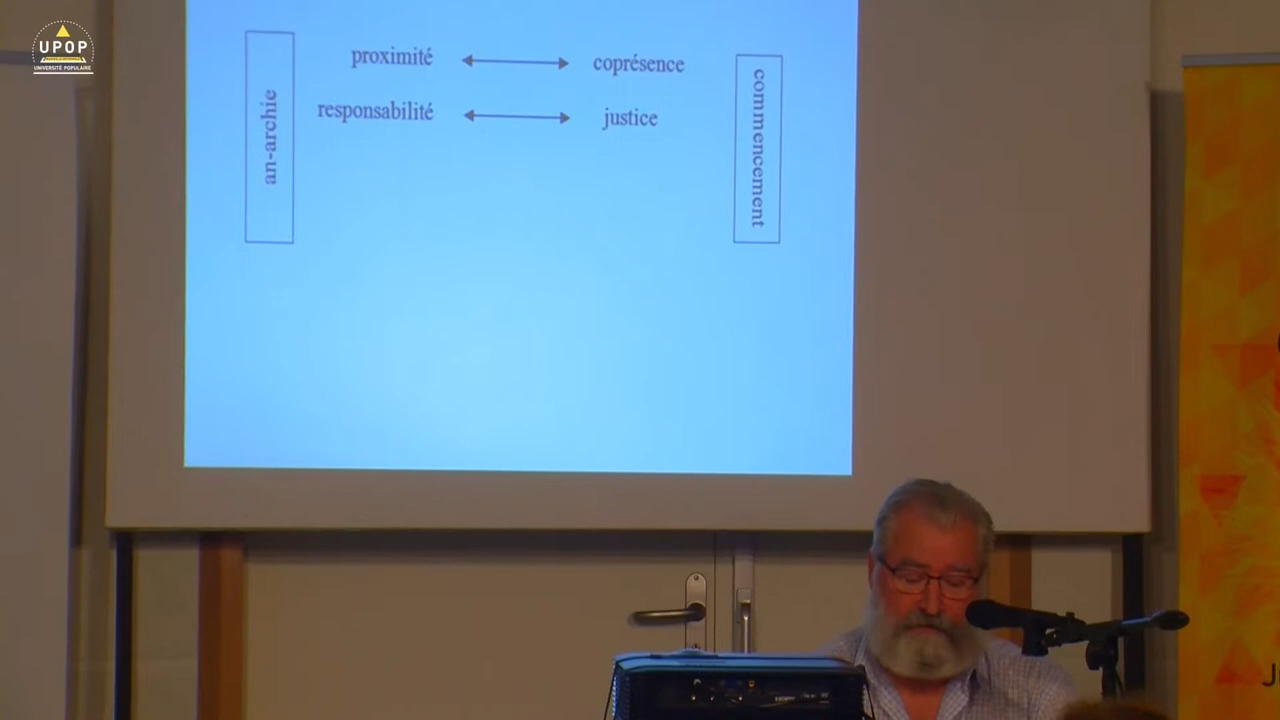 UPOP
UNIVERSITÉ POPULAIRE
an-archie
proximité
coprésence
responsabilité
justice
commencement